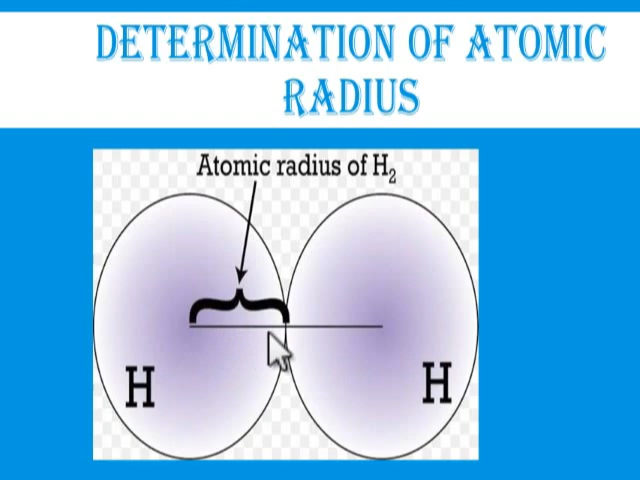 DETERMINATION OF ATOMIC
RADIUS
Atomic radius of H₂
H
H